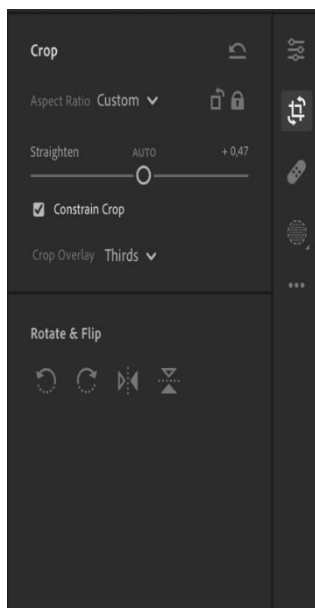 Crop
Aspect Ratio Custom
Straighten AUTO + 0,47
Constrain Crop
Crop Overlay Thirds
Rotate & Flip